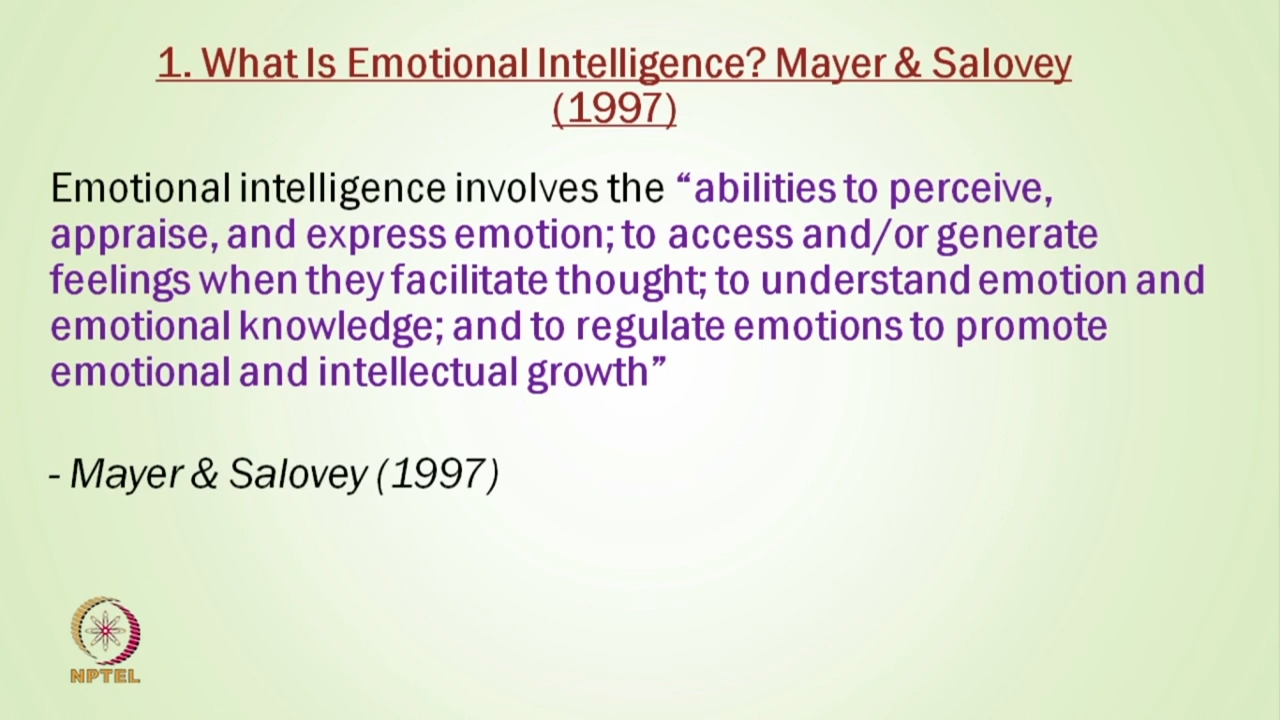 1. What Is Emotional Intelligence? Mayer & Salovey
(1997)
Emotional intelligence involves the “abilities to perceive,
appraise, and express emotion; to access and/or generate
feelings when they facilitate thought; to understand emotion and
emotional knowledge; and to regulate emotions to promote
emotional and intellectual growth”
- Mayer & Salovey (1997)
NPTEL